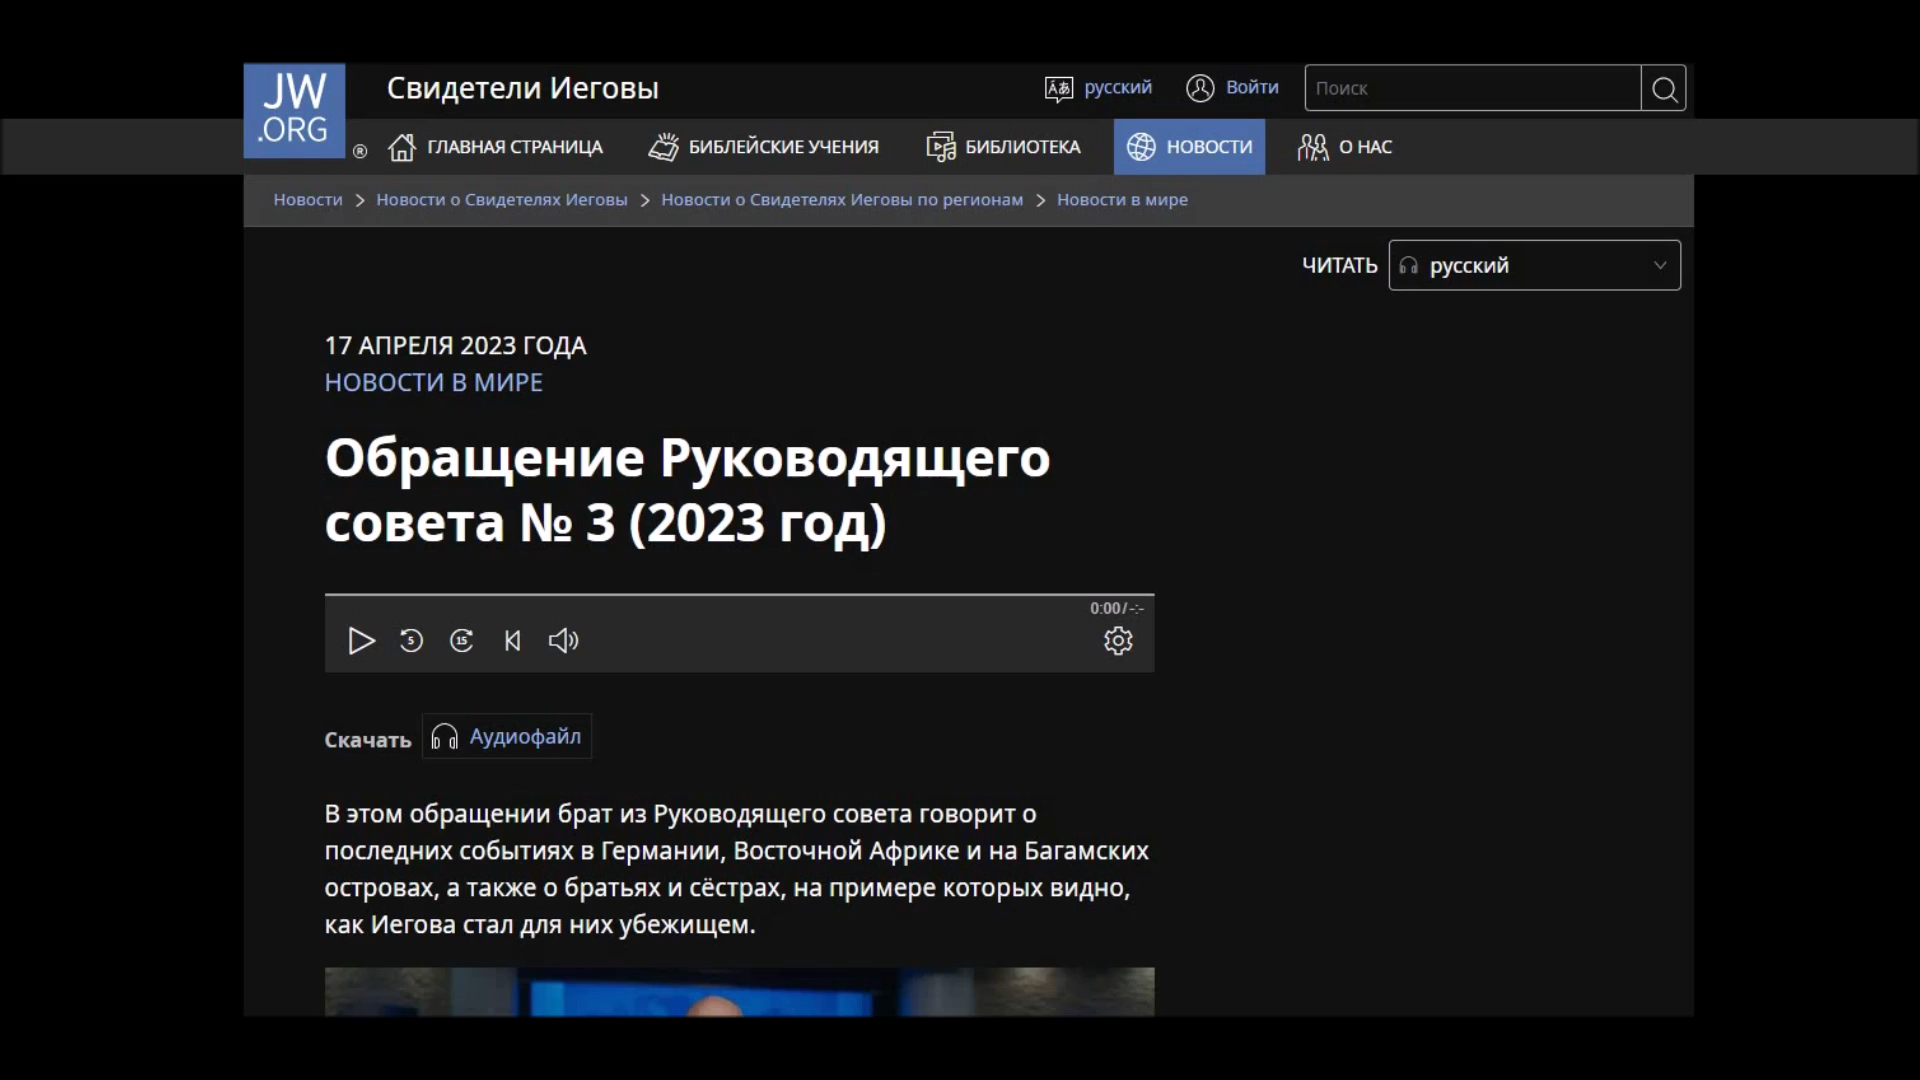 JW
.ORG
®
Свидетели Иеговы
русский
Войти
Поиск
ГЛАВНАЯ СТРАНИЦА
БИБЛЕЙСКИЕ УЧЕНИЯ
БИБЛИОТЕКА
НОВОСТИ
О НАС
Новости > Новости о Свидетелях Иеговы > Новости о Свидетелях Иеговы по регионам > Новости в мире
ЧИТАТЬ
русский
17 АПРЕЛЯ 2023 ГОДА
НОВОСТИ В МИРЕ
Обращение Руководящего
совета № 3 (2023 год)
0:00/-:-
5
15
Скачать
Аудиофайл
В этом обращении брат из Руководящего совета говорит о
последних событиях в Германии, Восточной Африке и на Багамских
островах, а также о братьях и сёстрах, на примере которых видно,
как Иегова стал для них убежищем.